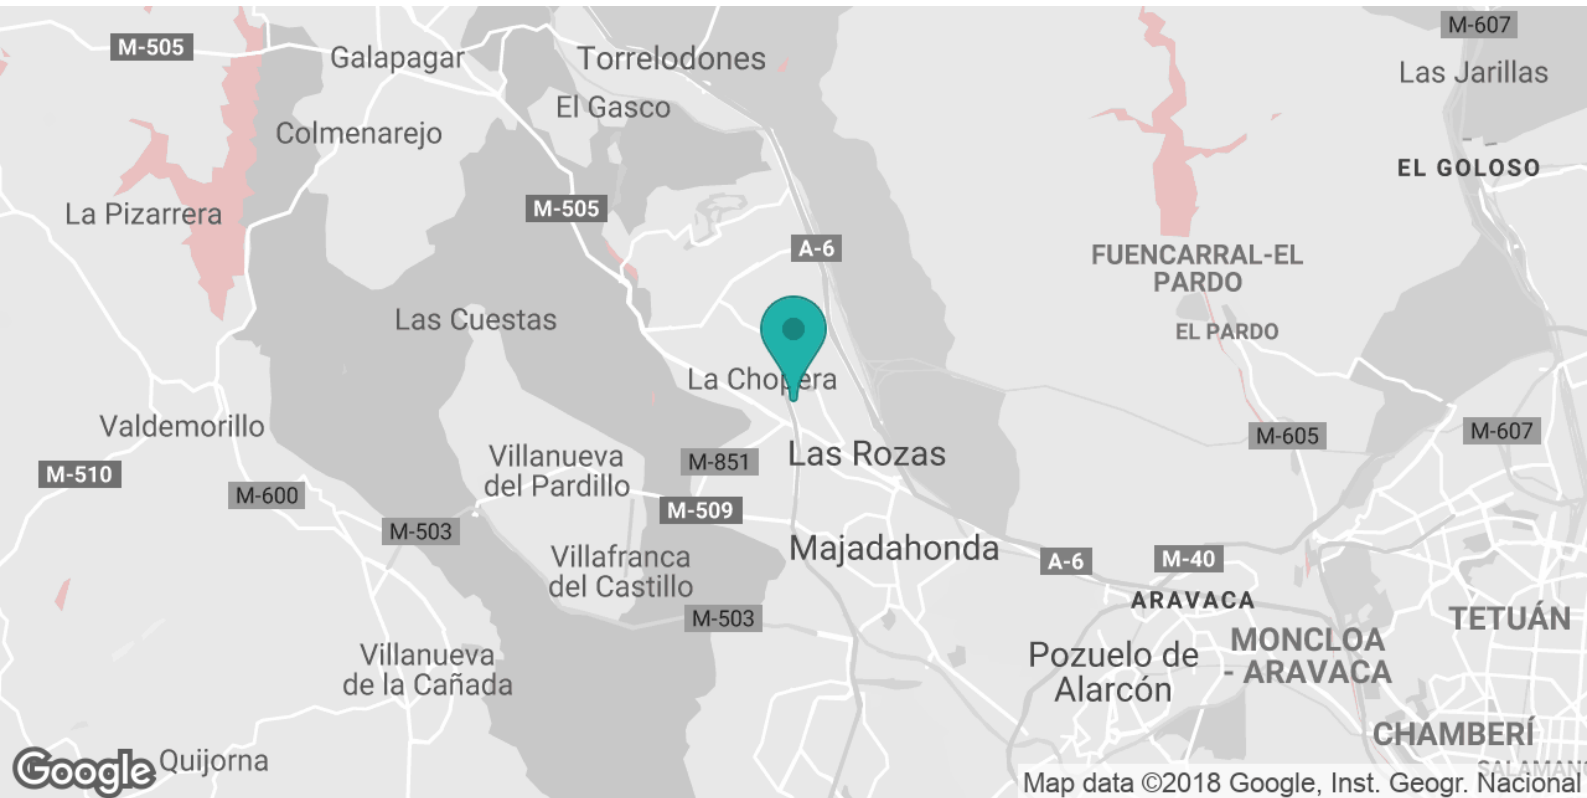 M-607
M-505
Galapagar
Torrelodones
Las Jarillas
El Gasco
Colmenarejo
EL GOLOSO
La Pizarrera
M-505
A-6
FUENCARRAL-EL
PARDO
Las Cuestas
EL PARDO
La Chopera
Valdemorillo
M-605
M-607
Villanueva
del Pardillo
M-851
Las Rozas
M-510
M-600
M-509
M-503
Majadahonda
Villafranca
del Castillo
A-6
M-40
ARAVACA
M-503
TETUÁN
MONCLOA
- ARAVACA
Villanueva
de la Cañada
Pozuelo de
Alarcón
CHAMBERÍ
Google
Quijorna
SALAMANC
Map data ©2018 Google, Inst. Geogr. Nacional